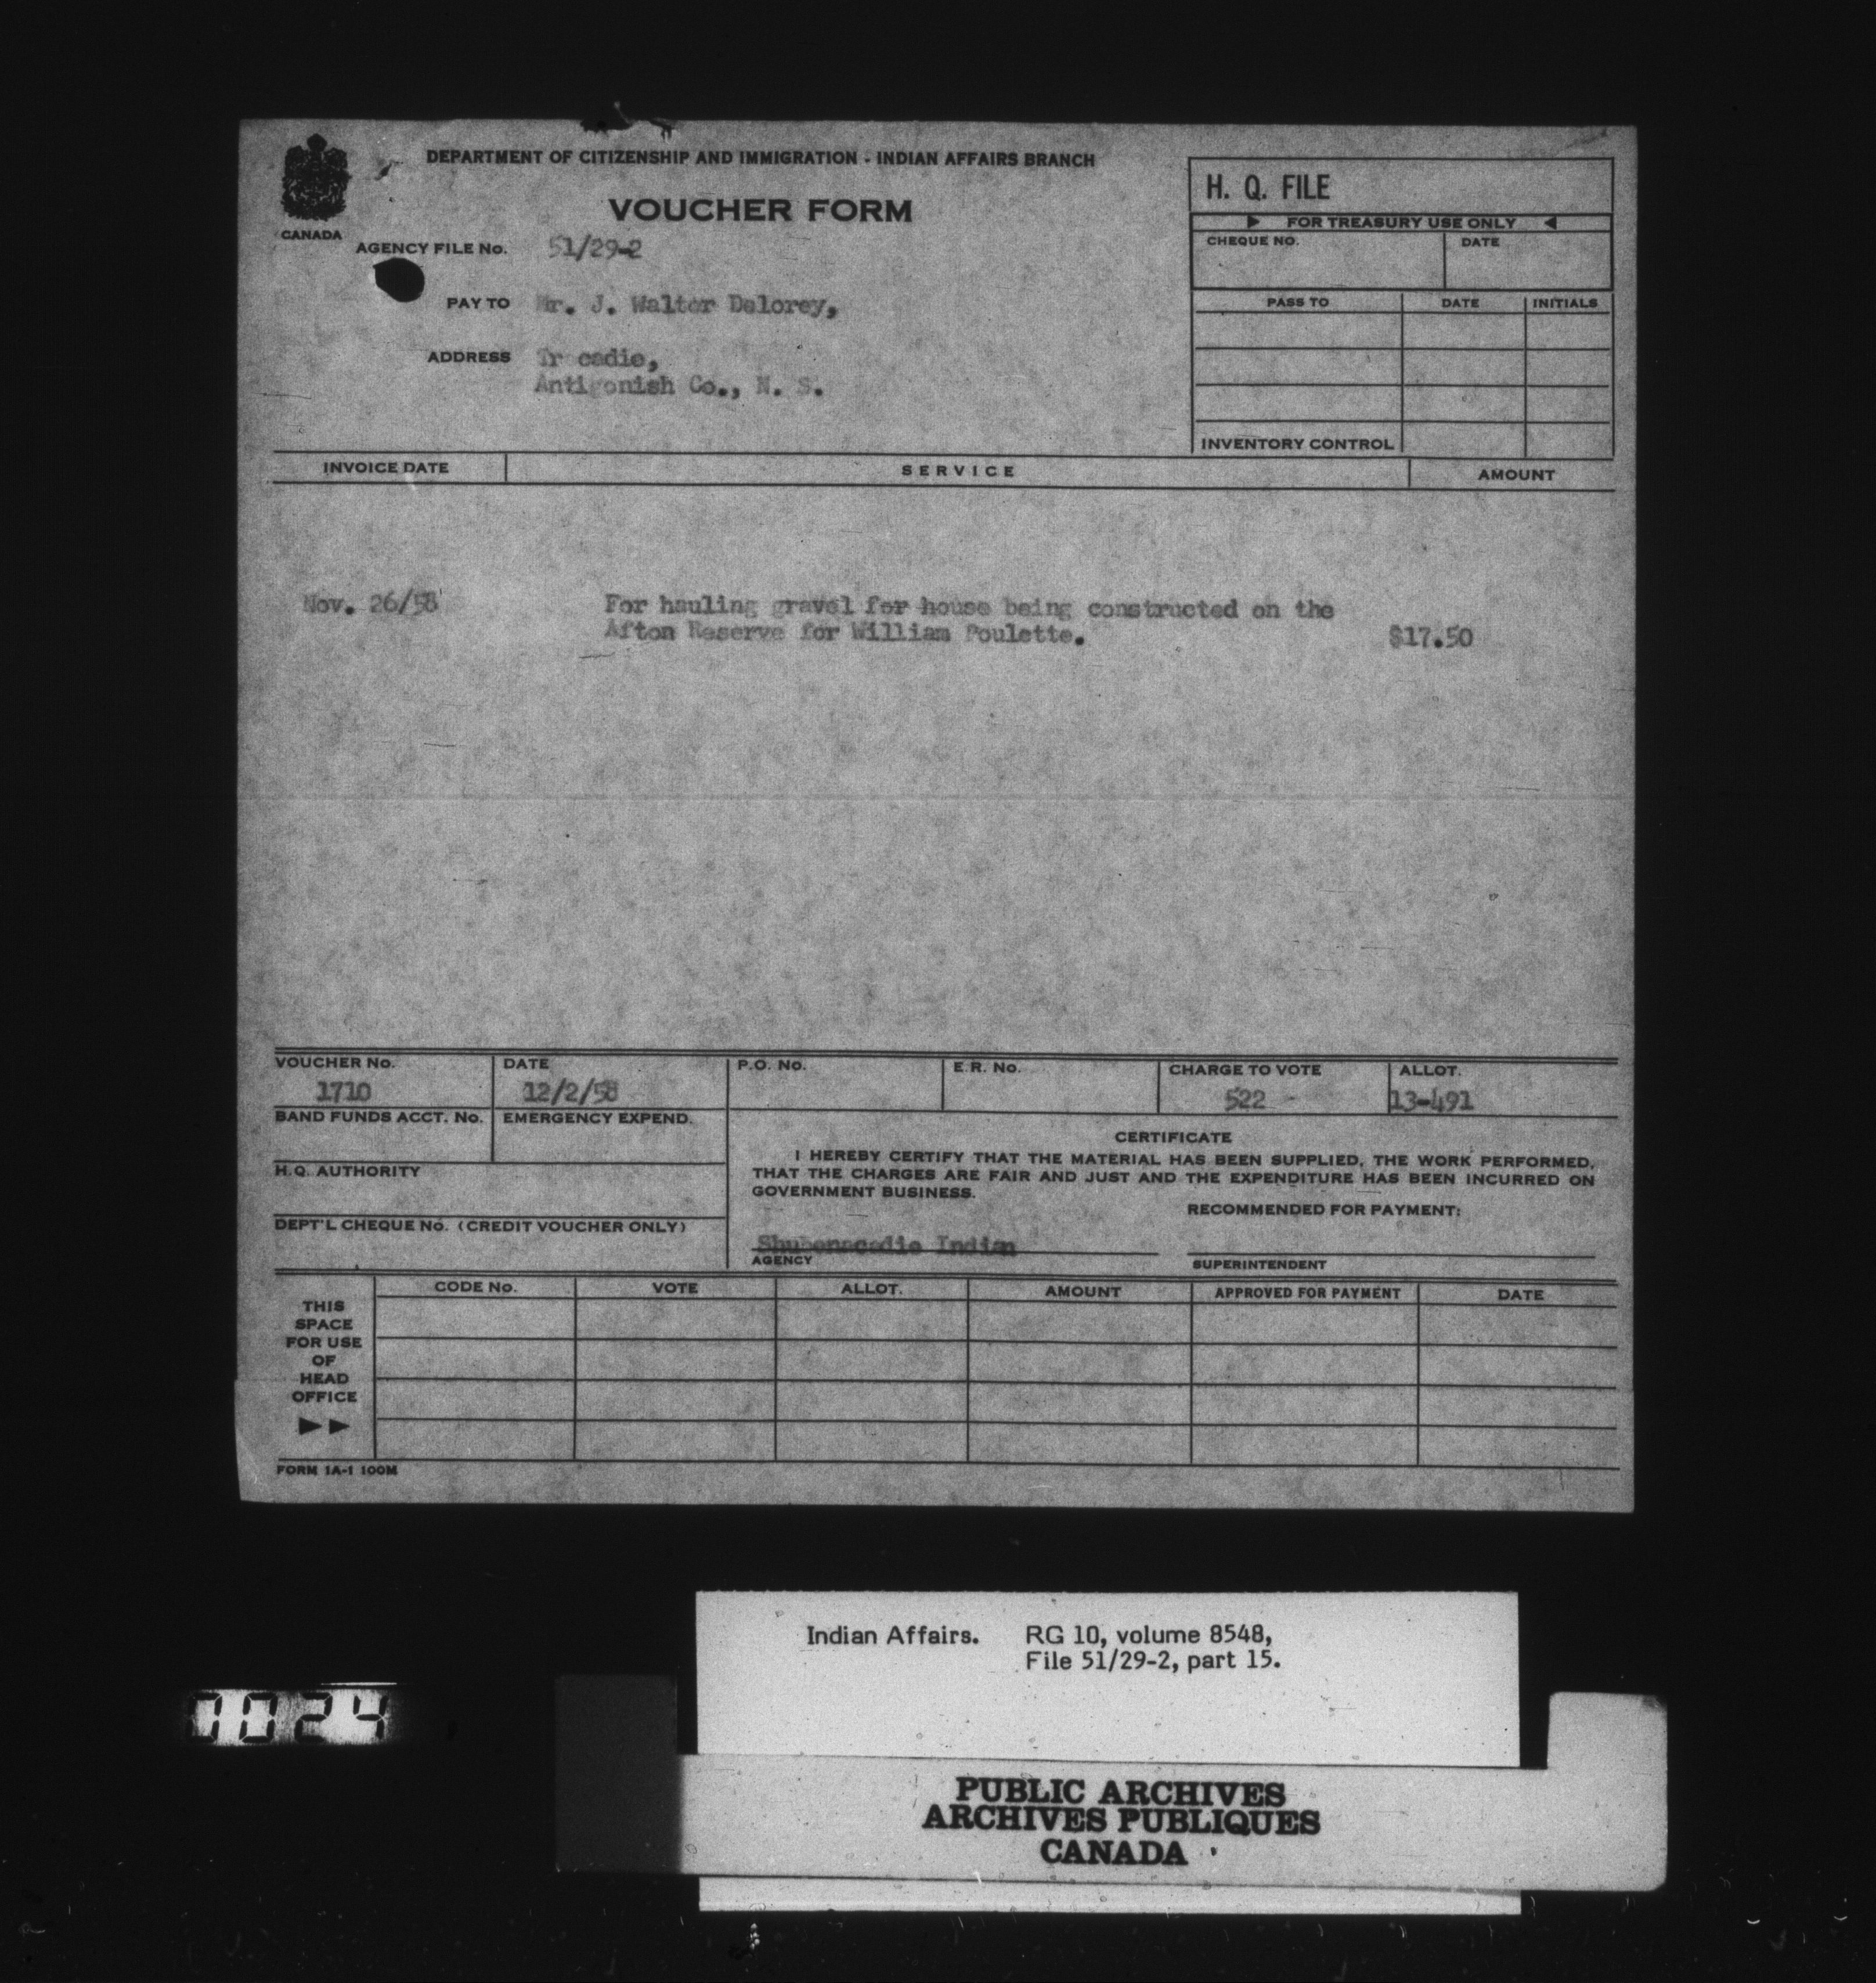 DEPARTMENT OF CITIZENSHIP AND IMMIGRATION - INDIAN AFFAIRS BRANCH
VOUCHER FORM
CANADA
AGENCY FILE No. 51/29-2
PAY TO Mr. J. Walter Delorey,
ADDRESS Tr cadie,
Antigonish Co., N. S.
H. Q. FILE
FOR TREASURY USE ONLY
CHEQUE NO. DATE
PASS TO DATE INITIALS
INVENTORY CONTROL
INVOICE DATE SERVICE AMOUNT
Nov. 26/58 For hauling gravel for house being constructed on the
Afton Reserve for William Poulette. $17.50
VOUCHER No. DATE P.O. No. E.R. No. CHARGE TO VOTE ALLOT.
1710 12/2/58 522 13-491
BAND FUNDS ACCT. No. EMERGENCY EXPEND.
H.Q. AUTHORITY
DEPT'L CHEQUE No. (CREDIT VOUCHER ONLY)
CERTIFICATE
I HEREBY CERTIFY THAT THE MATERIAL HAS BEEN SUPPLIED, THE WORK PERFORMED,
THAT THE CHARGES ARE FAIR AND JUST AND THE EXPENDITURE HAS BEEN INCURRED ON
GOVERNMENT BUSINESS.
RECOMMENDED FOR PAYMENT:
Shubenacadie Indian
AGENCY
SUPERINTENDENT
CODE No. VOTE ALLOT. AMOUNT APPROVED FOR PAYMENT DATE
THIS
SPACE
FOR USE
OF
HEAD
OFFICE
FORM 1A-1 100M
Indian Affairs. RG 10, volume 8548,
File 51/29-2, part 15.
0024
PUBLIC ARCHIVES
ARCHIVES PUBLIQUES
CANADA